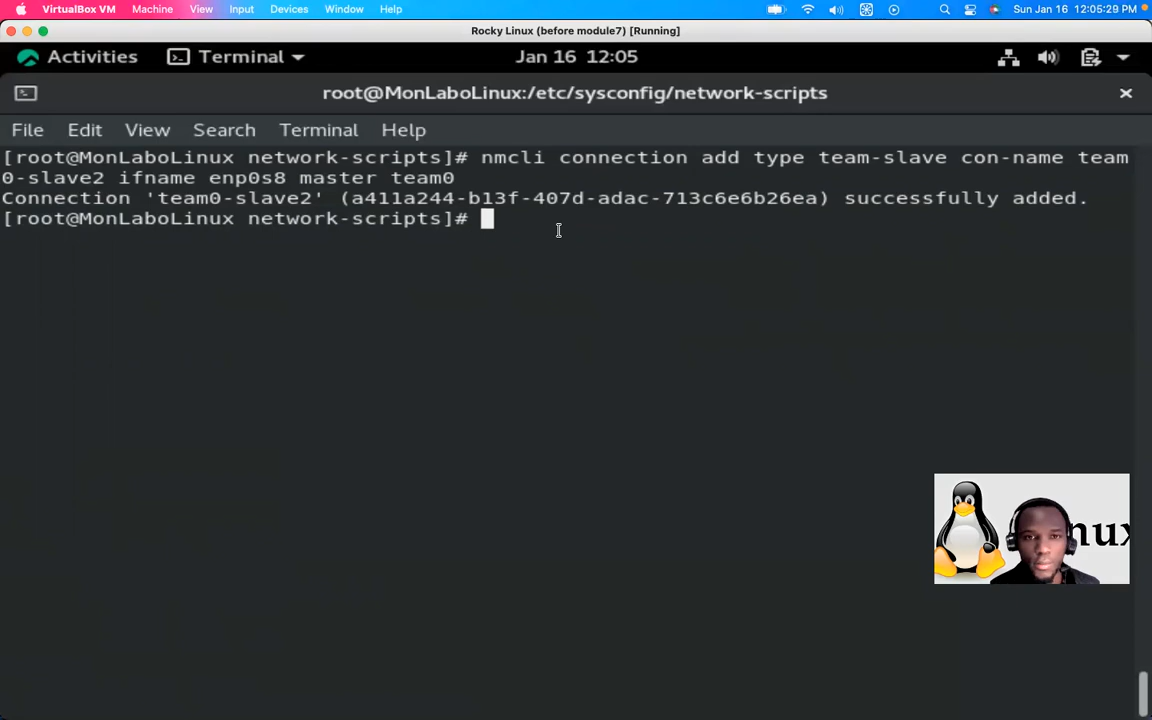 VirtualBox VM Machine View Input Devices Window Help Sun Jan 16 12:05:29 PM
Rocky Linux (before module7) [Running]
Activities Terminal Jan 16 12:05
root@MonLaboLinux:/etc/sysconfig/network-scripts
File Edit View Search Terminal Help
[root@MonLaboLinux network-scripts]# nmcli connection add type team-slave con-name team
0-slave2 ifname enp0s8 master team0
Connection 'team0-slave2' (a411a244-b13f-407d-adac-713c6e6b26ea) successfully added.
[root@MonLaboLinux network-scripts]#
nux